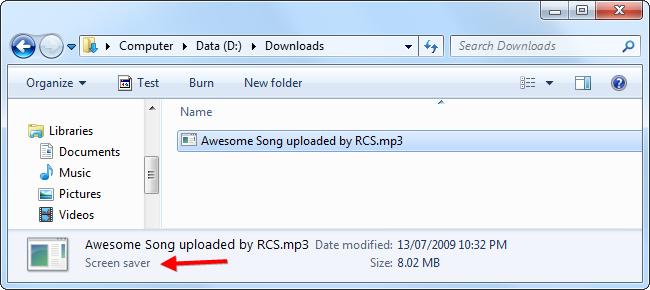 Computer Data (D:) Downloads Search Downloads
Organize Test Burn New folder
Name
Libraries
Awesome Song uploaded by RCS.mp3
Documents
Music
Pictures
Videos
Awesome Song uploaded by RCS.mp3 Date modified: 13/07/2009 10:32 PM
Screen saver Size: 8.02 MB